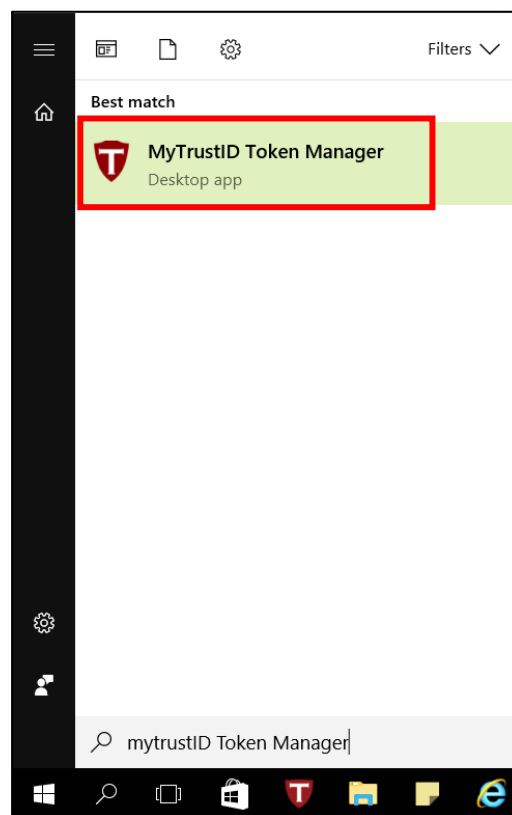 Filters
Best match
MyTrustID Token Manager
Desktop app
mytrustID Token Manager